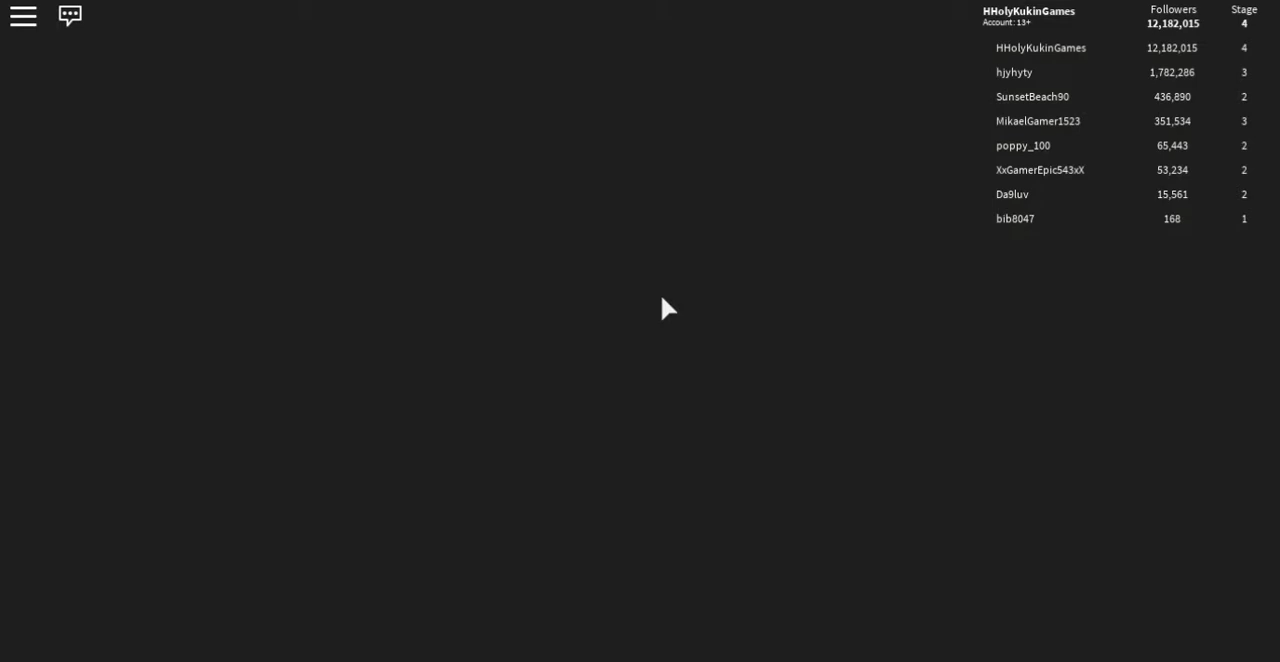 HHolyKukinGames Followers Stage
Account: 13+ 12,182,015 4
HHolyKukinGames 12,182,015 4
hjyhyty 1,782,286 3
SunsetBeach90 436,890 2
MikaelGamer1523 351,534 3
poppy_100 65,443 2
XxGamerEpic543xX 53,234 2
Da9luv 15,561 2
bib8047 168 1